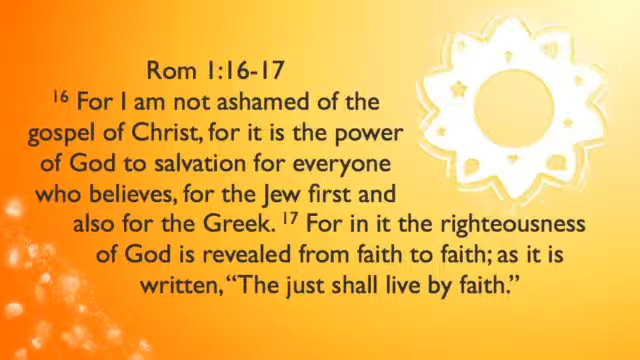 Rom 1:16-17
16 For I am not ashamed of the
gospel of Christ, for it is the power
of God to salvation for everyone
who believes, for the Jew first and
also for the Greek. 17 For in it the righteousness
of God is revealed from faith to faith; as it is
written, “The just shall live by faith.”